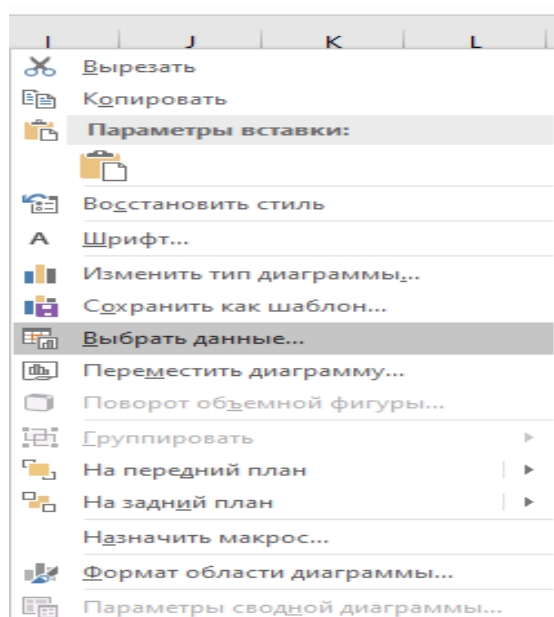 I J K L
Вырезать
Копировать
Параметры вставки:
Восстановить стиль
А Шрифт...
Изменить тип диаграммы...
Сохранить как шаблон...
Выбрать данные...
Переместить диаграмму...
Поворот объемной фигуры...
Группировать
На передний план
На задний план
Назначить макрос...
Формат области диаграммы...
Параметры сводной диаграммы...